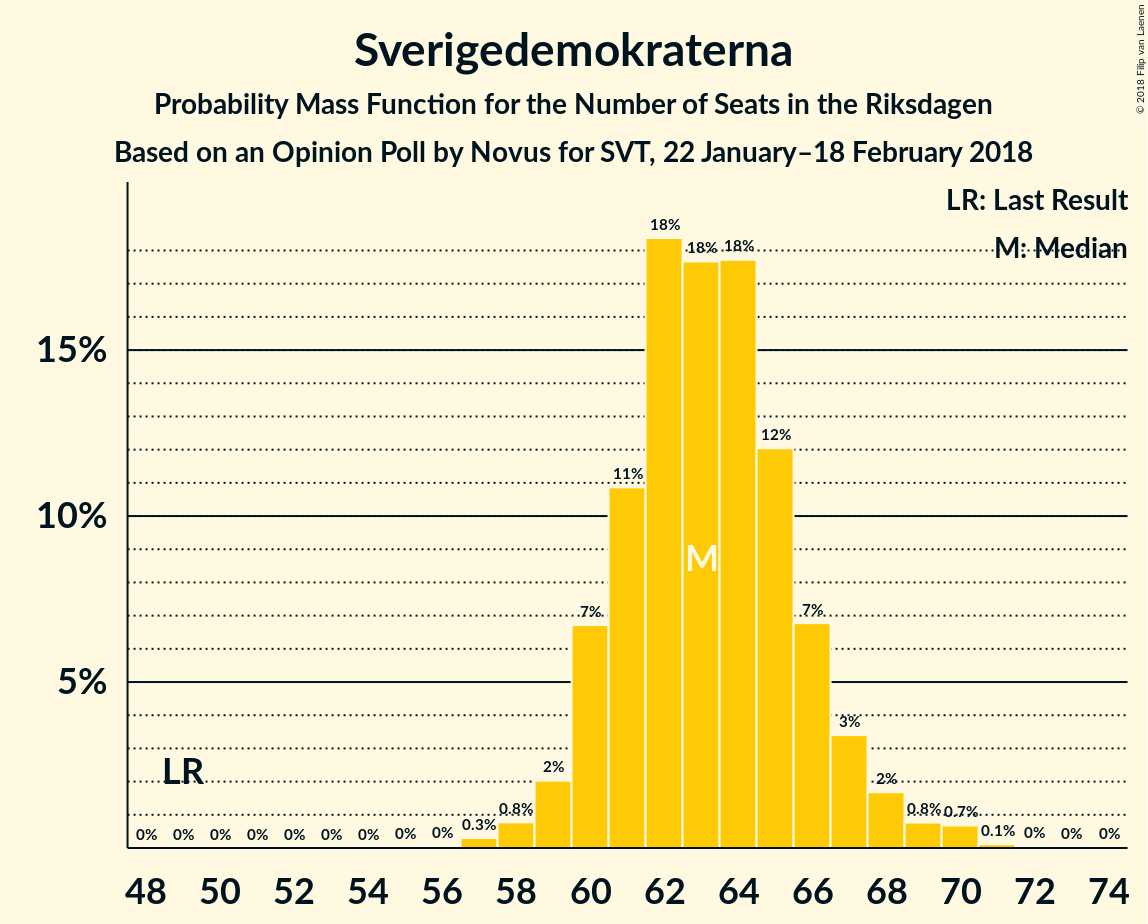 Sverigedemokraterna
Probability Mass Function for the Number of Seats in the Riksdagen
Based on an Opinion Poll by Novus for SVT, 22 January–18 February 2018
© 2018 Filip van Laenen
LR: Last Result
M: Median
15%
10%
5%
LR
M
0% 0% 0% 0% 0% 0% 0% 0% 0% 0.3% 0.8% 2% 7% 11% 18% 18% 18% 12% 7% 3% 2% 0.8% 0.7% 0.1% 0% 0% 0%
48 50 52 54 56 58 60 62 64 66 68 70 72 74